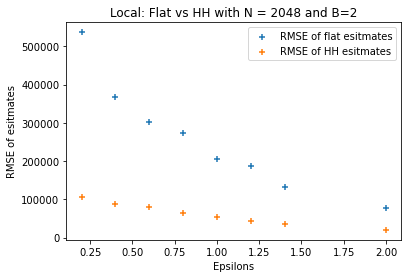 Local: Flat vs HH with N = 2048 and B=2
RMSE of flat esitmates
RMSE of HH esitmates
RMSE of esitmates
500000
400000
300000
200000
100000
0
0.25 0.50 0.75 1.00 1.25 1.50 1.75 2.00
Epsilons